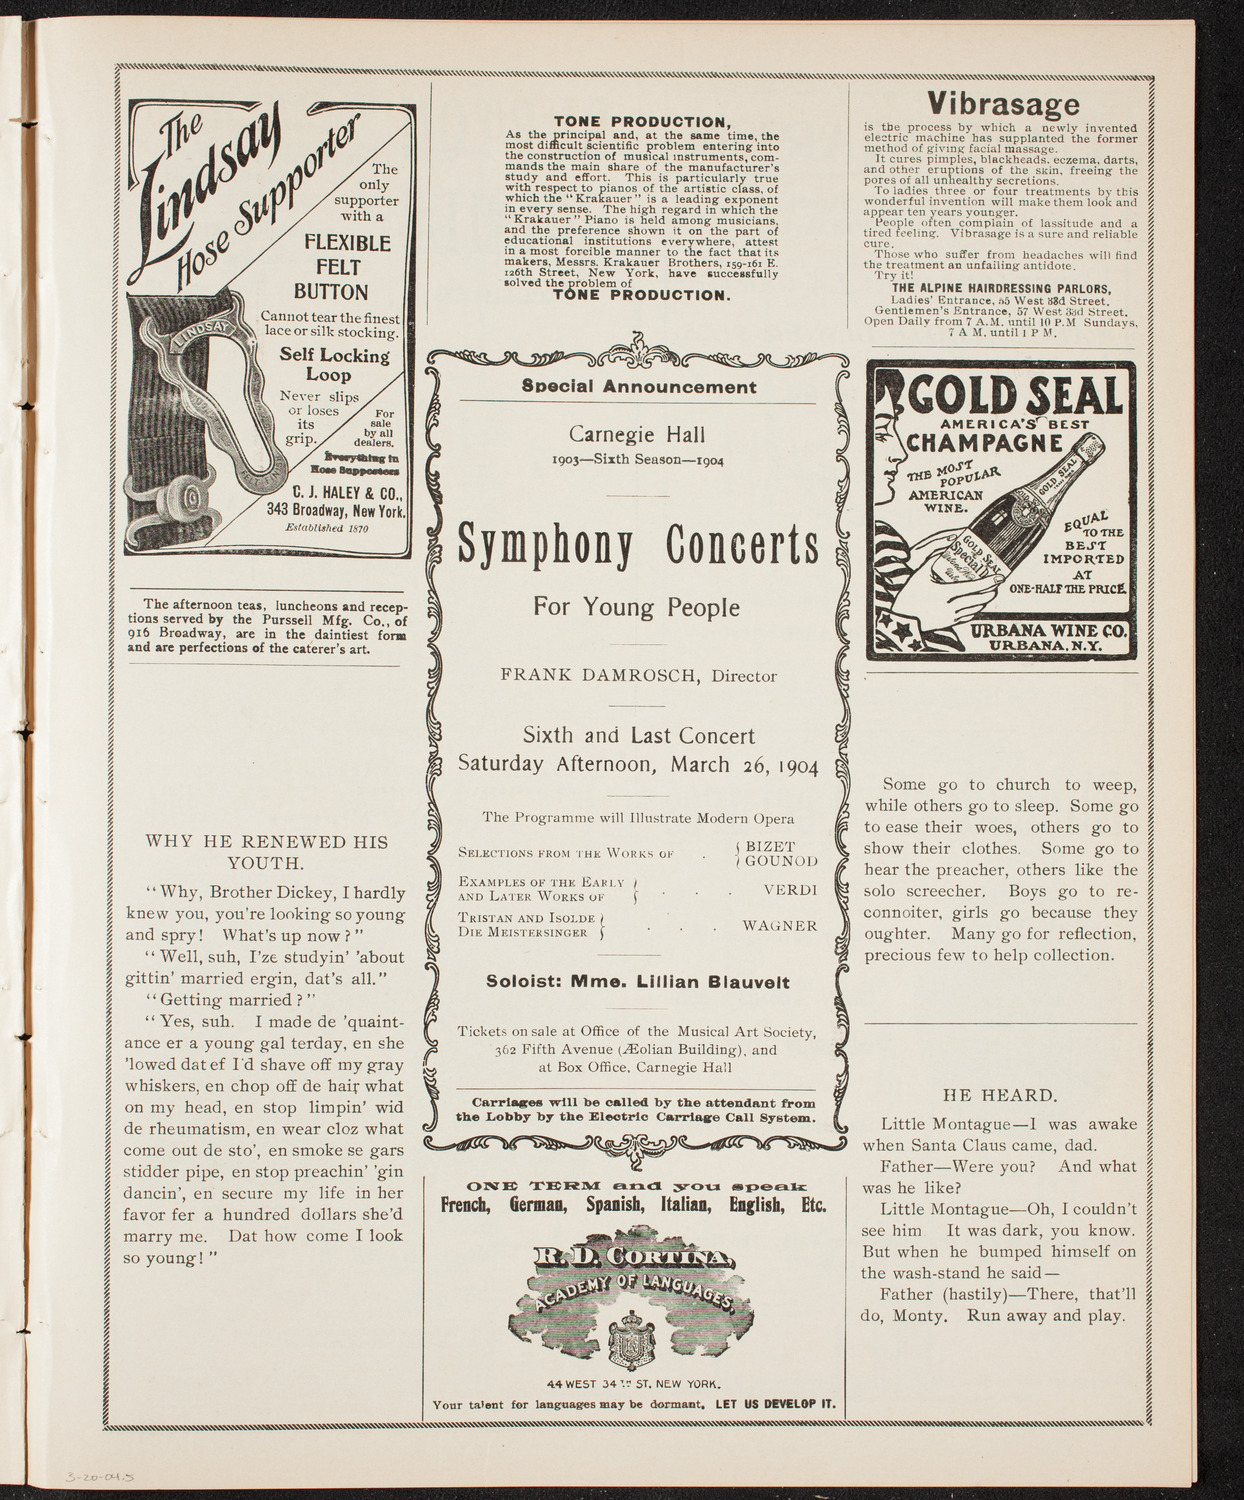 The
Lindsay
Hose Supporter
The
only
supporter
with a
FLEXIBLE
FELT
BUTTON
Cannot tear the finest
lace or silk stocking.
Self Locking
Loop
Never slips
or loses
its
grip.
For
sale
by all
dealers.
Everything in
Hose Supporters
C. J. HALEY & CO.,
343 Broadway, New York.
Established 1870
LINDSAY
The afternoon teas, luncheons and recep-
tions served by the Purssell Mfg. Co., of
916 Broadway, are in the daintiest form
and are perfections of the caterer's art.
WHY HE RENEWED HIS
YOUTH.
"Why, Brother Dickey, I hardly
knew you, you're looking so young
and spry! What's up now?"
"Well, suh, I'ze studyin' 'about
gittin' married ergin, dat's all."
"Getting married?"
"Yes, suh. I made de 'quaint-
ance er a young gal terday, en she
'lowed dat ef I'd shave off my gray
whiskers, en chop off de hair what
on my head, en stop limpin' wid
de rheumatism, en wear cloz what
come out de sto', en smoke se gars
stidder pipe, en stop preachin' 'gin
dancin', en secure my life in her
favor fer a hundred dollars she'd
marry me. Dat how come I look
so young!"
TONE PRODUCTION,
As the principal and, at the same time, the
most difficult scientific problem entering into
the construction of musical instruments, com-
mands the main share of the manufacturer's
study and effort. This is particularly true
with respect to pianos of the artistic class, of
which the "Krakauer" is a leading exponent
in every sense. The high regard in which the
"Krakauer" Piano is held among musicians,
and the preference shown it on the part of
educational institutions everywhere, attest
in a most forcible manner to the fact that its
makers, Messrs. Krakauer Brothers, 159-161 E.
126th Street, New York, have successfully
solved the problem of
TONE PRODUCTION.
Special Announcement
Carnegie Hall
1903—Sixth Season—1904
Symphony Concerts
For Young People
FRANK DAMROSCH, Director
Sixth and Last Concert
Saturday Afternoon, March 26, 1904
The Programme will Illustrate Modern Opera
SELECTIONS FROM THE WORKS OF . { BIZET
{ GOUNOD
EXAMPLES OF THE EARLY }
AND LATER WORKS OF } . . . VERDI
TRISTAN AND ISOLDE }
DIE MEISTERSINGER } . . . WAGNER
Soloist: Mme. Lillian Blauvelt
Tickets on sale at Office of the Musical Art Society,
362 Fifth Avenue (Æolian Building), and
at Box Office, Carnegie Hall
Carriages will be called by the attendant from
the Lobby by the Electric Carriage Call System.
ONE TERM and you speak
French, German, Spanish, Italian, English, Etc.
R. D. CORTINA,
ACADEMY OF LANGUAGES,
44 WEST 34TH ST. NEW YORK.
Your talent for languages may be dormant. LET US DEVELOP IT.
Vibrasage
is the process by which a newly invented
electric machine has supplanted the former
method of giving facial massage.
It cures pimples, blackheads, eczema, darts,
and other eruptions of the skin, freeing the
pores of all unhealthy secretions.
To ladies three or four treatments by this
wonderful invention will make them look and
appear ten years younger.
People often complain of lassitude and a
tired feeling. Vibrasage is a sure and reliable
cure.
Those who suffer from headaches will find
the treatment an unfailing antidote.
Try it!
THE ALPINE HAIRDRESSING PARLORS,
Ladies' Entrance, 55 West 33d Street.
Gentlemen's Entrance, 57 West 33d Street.
Open Daily from 7 A.M. until 10 P.M Sundays,
7 A M. until 1 P M.
GOLD SEAL
AMERICA'S BEST
CHAMPAGNE
THE MOST
POPULAR
AMERICAN
WINE.
GOLD SEAL
GOLD SEAL
Special
EQUAL
TO THE
BEST
IMPORTED
AT
ONE-HALF THE PRICE.
URBANA WINE CO.
URBANA, N.Y.
Some go to church to weep,
while others go to sleep. Some go
to ease their woes, others go to
show their clothes. Some go to
hear the preacher, others like the
solo screecher. Boys go to re-
connoiter, girls go because they
oughter. Many go for reflection,
precious few to help collection.
HE HEARD.
Little Montague—I was awake
when Santa Claus came, dad.
Father—Were you? And what
was he like?
Little Montague—Oh, I couldn't
see him It was dark, you know.
But when he bumped himself on
the wash-stand he said—
Father (hastily)—There, that'll
do, Monty. Run away and play.
3-20-04.5